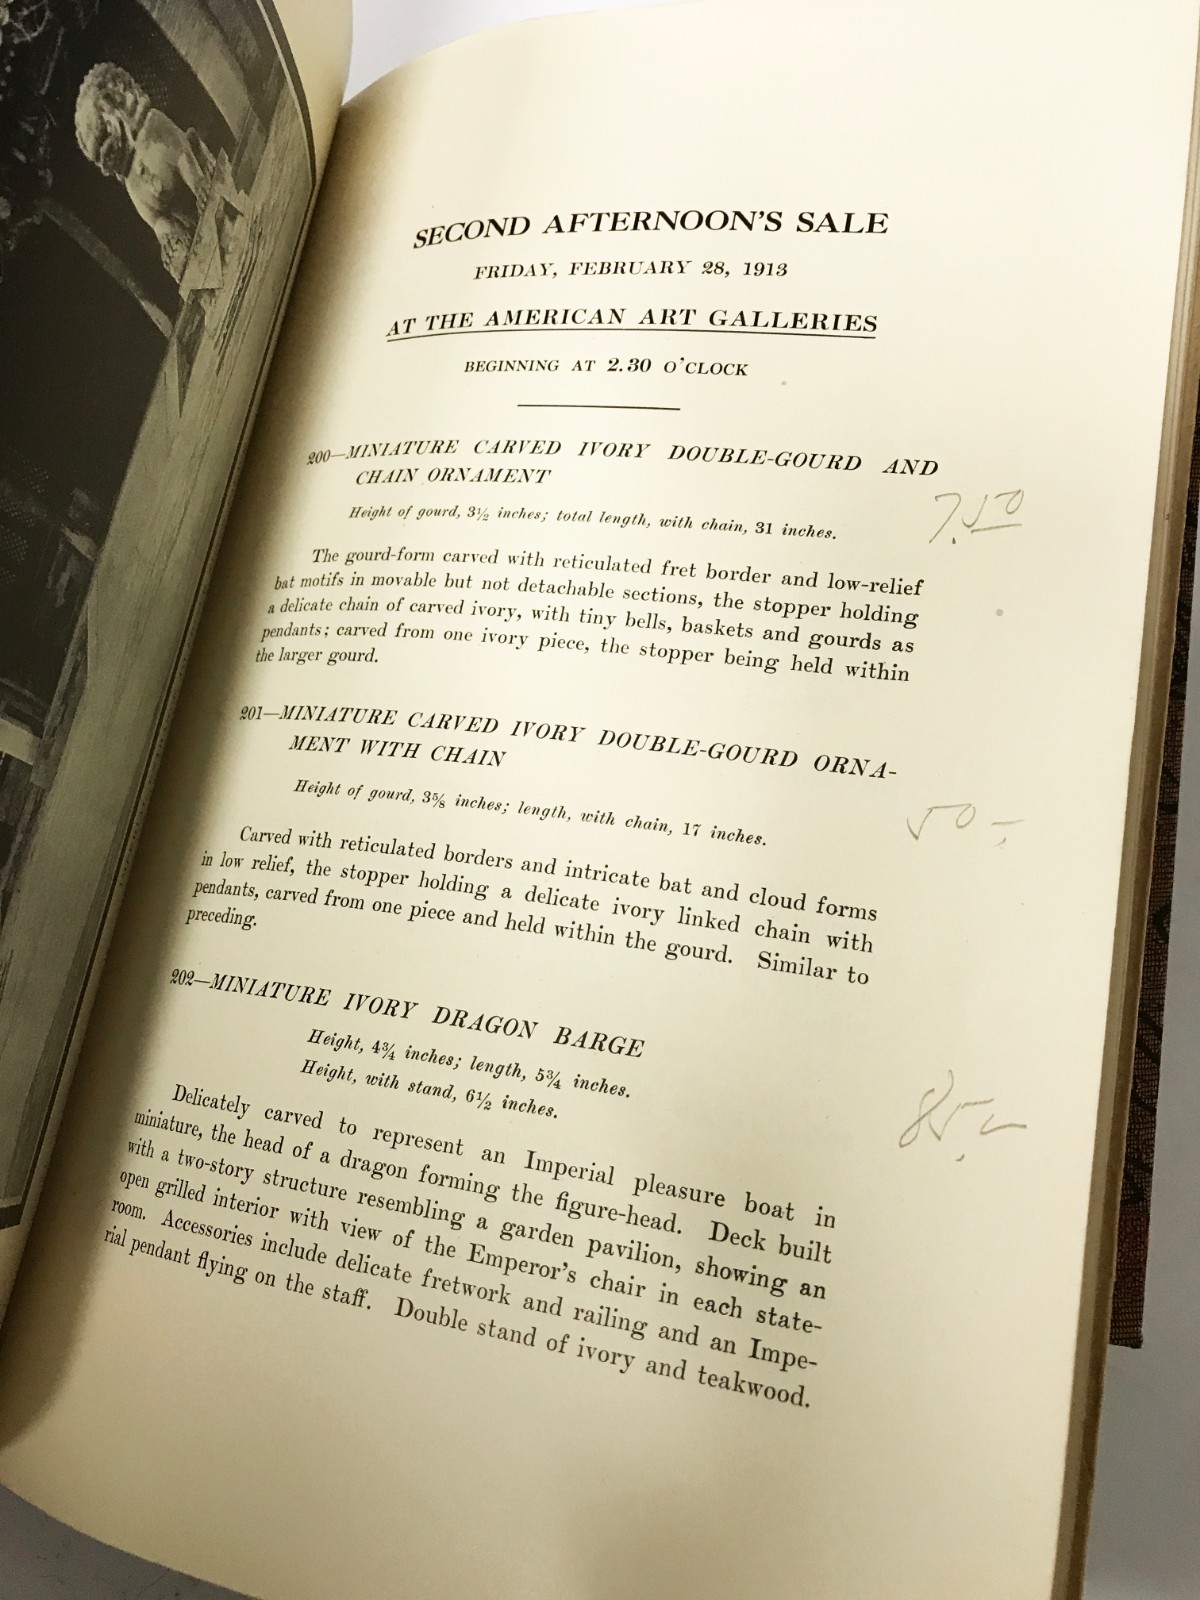 SECOND AFTERNOON'S SALE
FRIDAY, FEBRUARY 28, 1913
AT THE AMERICAN ART GALLERIES
BEGINNING AT 2.30 O'CLOCK
200—MINIATURE CARVED IVORY DOUBLE-GOURD AND
CHAIN ORNAMENT
Height of gourd, 3½ inches; total length, with chain, 31 inches.
7.50
The gourd-form carved with reticulated fret border and low-relief
bat motifs in movable but not detachable sections, the stopper holding
a delicate chain of carved ivory, with tiny bells, baskets and gourds as
pendants; carved from one ivory piece, the stopper being held within
the larger gourd.
201—MINIATURE CARVED IVORY DOUBLE-GOURD ORNA-
MENT WITH CHAIN
Height of gourd, 3⅝ inches; length, with chain, 17 inches.
50.-
Carved with reticulated borders and intricate bat and cloud forms
in low relief, the stopper holding a delicate ivory linked chain with
pendants, carved from one piece and held within the gourd. Similar to
preceding.
202—MINIATURE IVORY DRAGON BARGE
Height, 4¾ inches; length, 5¾ inches.
Height, with stand, 6½ inches.
85.-
Delicately carved to represent an Imperial pleasure boat in
miniature, the head of a dragon forming the figure-head. Deck built
with a two-story structure resembling a garden pavilion, showing an
open grilled interior with view of the Emperor's chair in each state-
room. Accessories include delicate fretwork and railing and an Impe-
rial pendant flying on the staff. Double stand of ivory and teakwood.